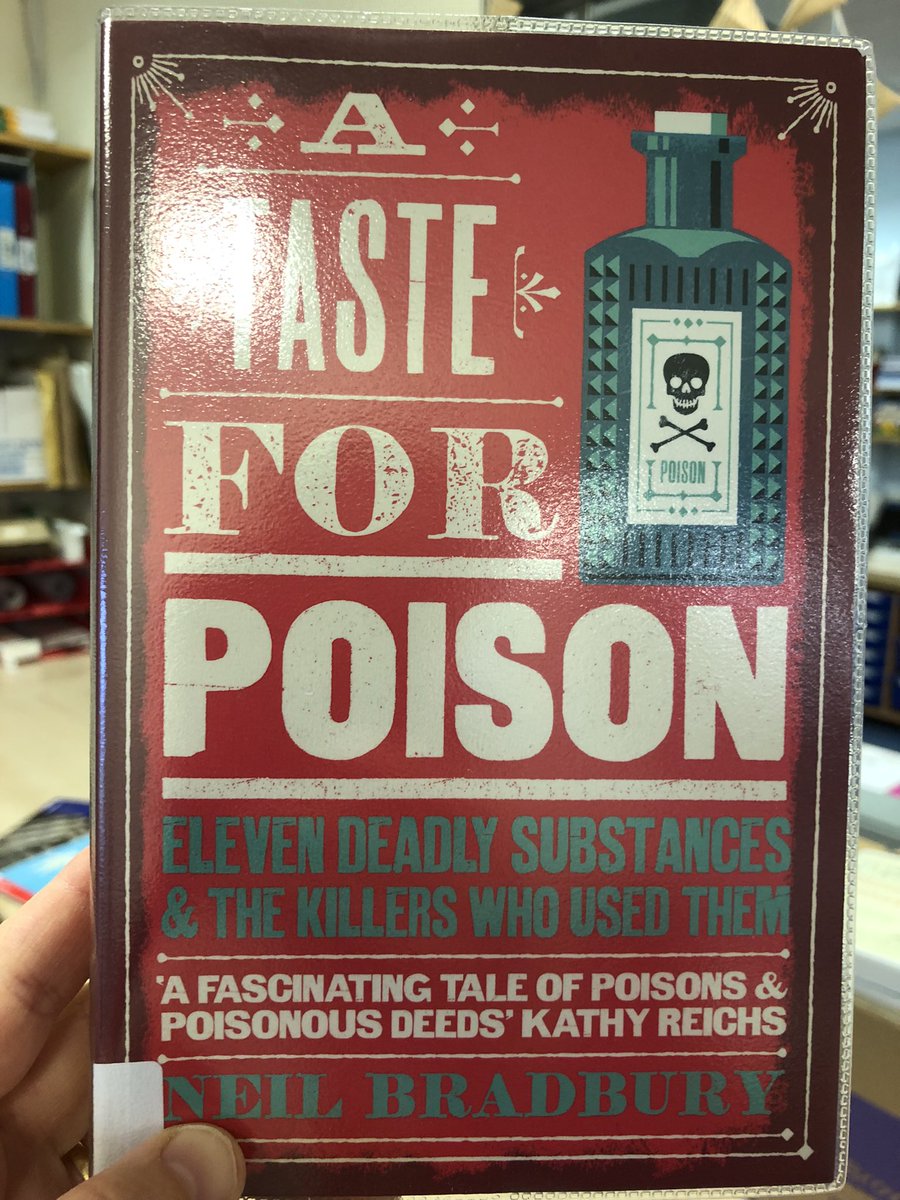 A
TASTE
FOR
POISON
POISON
ELEVEN DEADLY SUBSTANCES
& THE KILLERS WHO USED THEM
'A FASCINATING TALE OF POISONS &
POISONOUS DEEDS' KATHY REICHS
NEIL BRADBURY